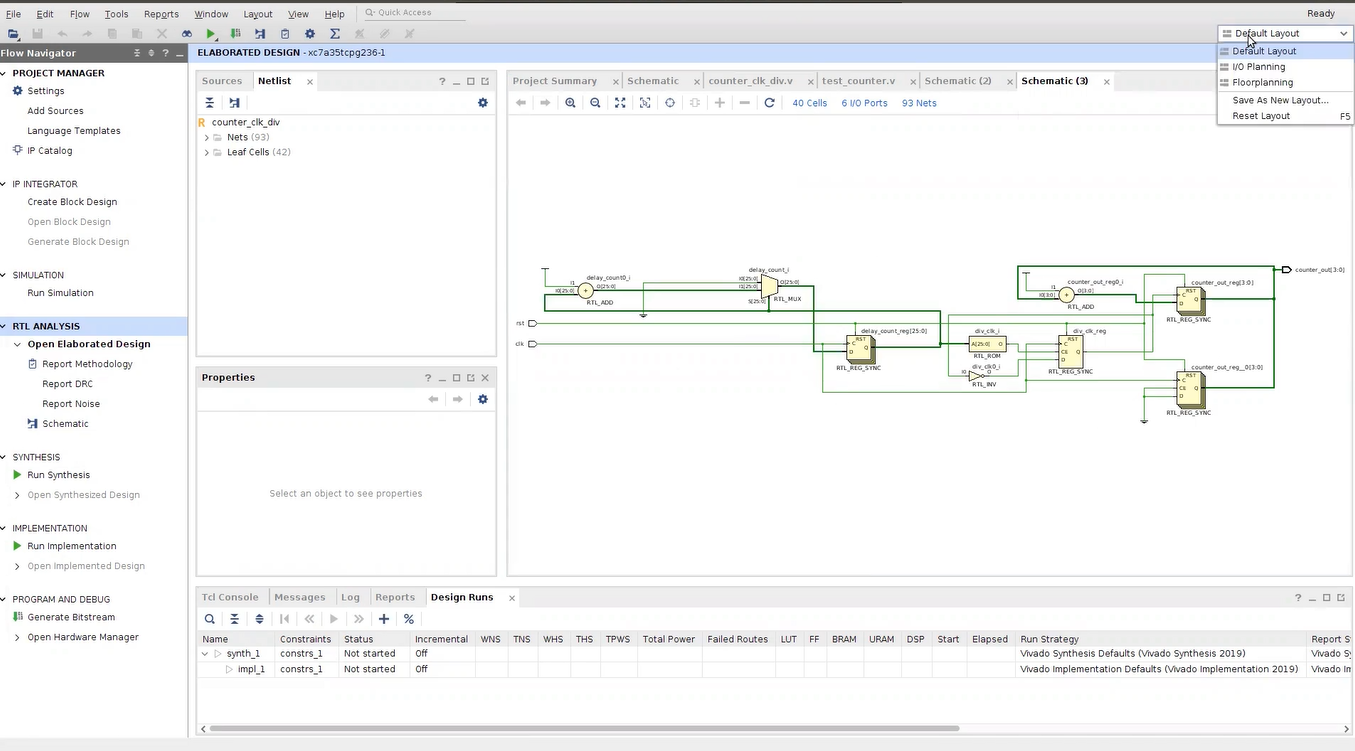 File Edit Flow Tools Reports Window Layout View Help Quick Access Ready
Default Layout
Default Layout
I/O Planning
Floorplanning
Save As New Layout...
Reset Layout F5
Flow Navigator
ELABORATED DESIGN - xc7a35tcpg236-1
PROJECT MANAGER
Settings
Add Sources
Language Templates
IP Catalog
IP INTEGRATOR
Create Block Design
Open Block Design
Generate Block Design
SIMULATION
Run Simulation
RTL ANALYSIS
Open Elaborated Design
Report Methodology
Report DRC
Report Noise
Schematic
SYNTHESIS
Run Synthesis
Open Synthesized Design
IMPLEMENTATION
Run Implementation
Open Implemented Design
PROGRAM AND DEBUG
Generate Bitstream
Open Hardware Manager
Sources Netlist
counter_clk_div
Nets (93)
Leaf Cells (42)
Properties
Select an object to see properties
Project Summary Schematic counter_clk_div.v test_counter.v Schematic (2) Schematic (3)
40 Cells 6 I/O Ports 93 Nets
delay_count0_i
I1
I0[25:0] O[25:0]
RTL_ADD
delay_count_i
I0[25:0]
I1[25:0] O[25:0]
S[25:0]
RTL_MUX
rst
clk
delay_count_reg[25:0]
RST
C
D Q
RTL_REG_SYNC
div_clk_i
A[25:0] O
RTL_ROM
div_clk0_i
I0 O
RTL_INV
div_clk_reg
RST
C
CE Q
D
RTL_REG_SYNC
counter_out_reg0_i
I1
I0[3:0] O[3:0]
RTL_ADD
counter_out_reg[3:0]
RST
C
D Q
RTL_REG_SYNC
counter_out_reg__0[3:0]
RST
C
CE Q
D
RTL_REG_SYNC
counter_out[3:0]
Tcl Console Messages Log Reports Design Runs
Name Constraints Status Incremental WNS TNS WHS THS TPWS Total Power Failed Routes LUT FF BRAM URAM DSP Start Elapsed Run Strategy Report S
synth_1 constrs_1 Not started Off Vivado Synthesis Defaults (Vivado Synthesis 2019) Vivado Sy
impl_1 constrs_1 Not started Off Vivado Implementation Defaults (Vivado Implementation 2019) Vivado Im